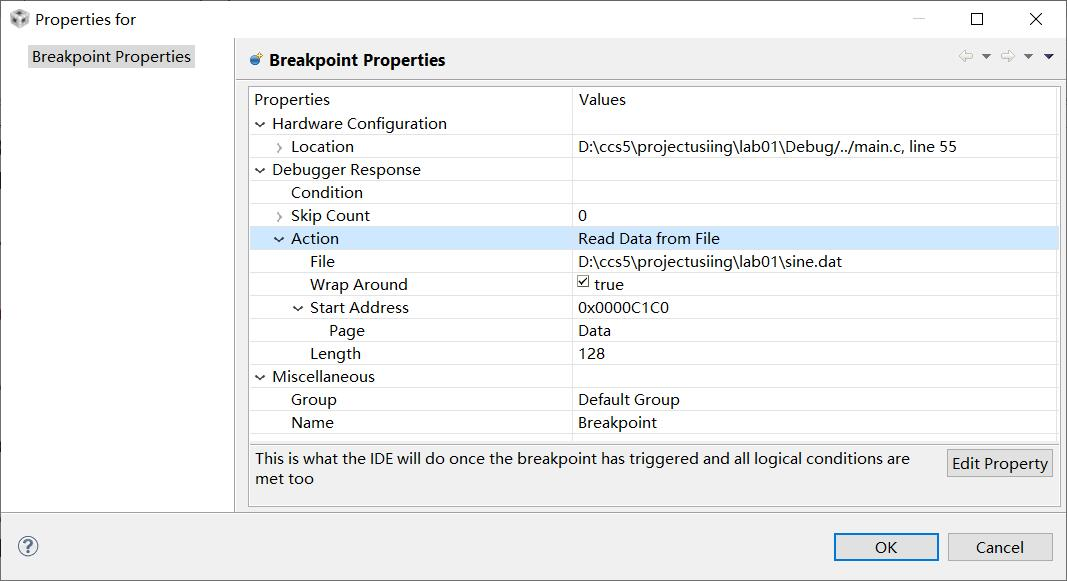 Properties for
Breakpoint Properties
Breakpoint Properties
Properties Values
Hardware Configuration
Location D:\ccs5\projectusiing\lab01\Debug/../main.c, line 55
Debugger Response
Condition
Skip Count 0
Action Read Data from File
File D:\ccs5\projectusiing\lab01\sine.dat
Wrap Around true
Start Address 0x0000C1C0
Page Data
Length 128
Miscellaneous
Group Default Group
Name Breakpoint
This is what the IDE will do once the breakpoint has triggered and all logical conditions are
met too
Edit Property
?
OK Cancel